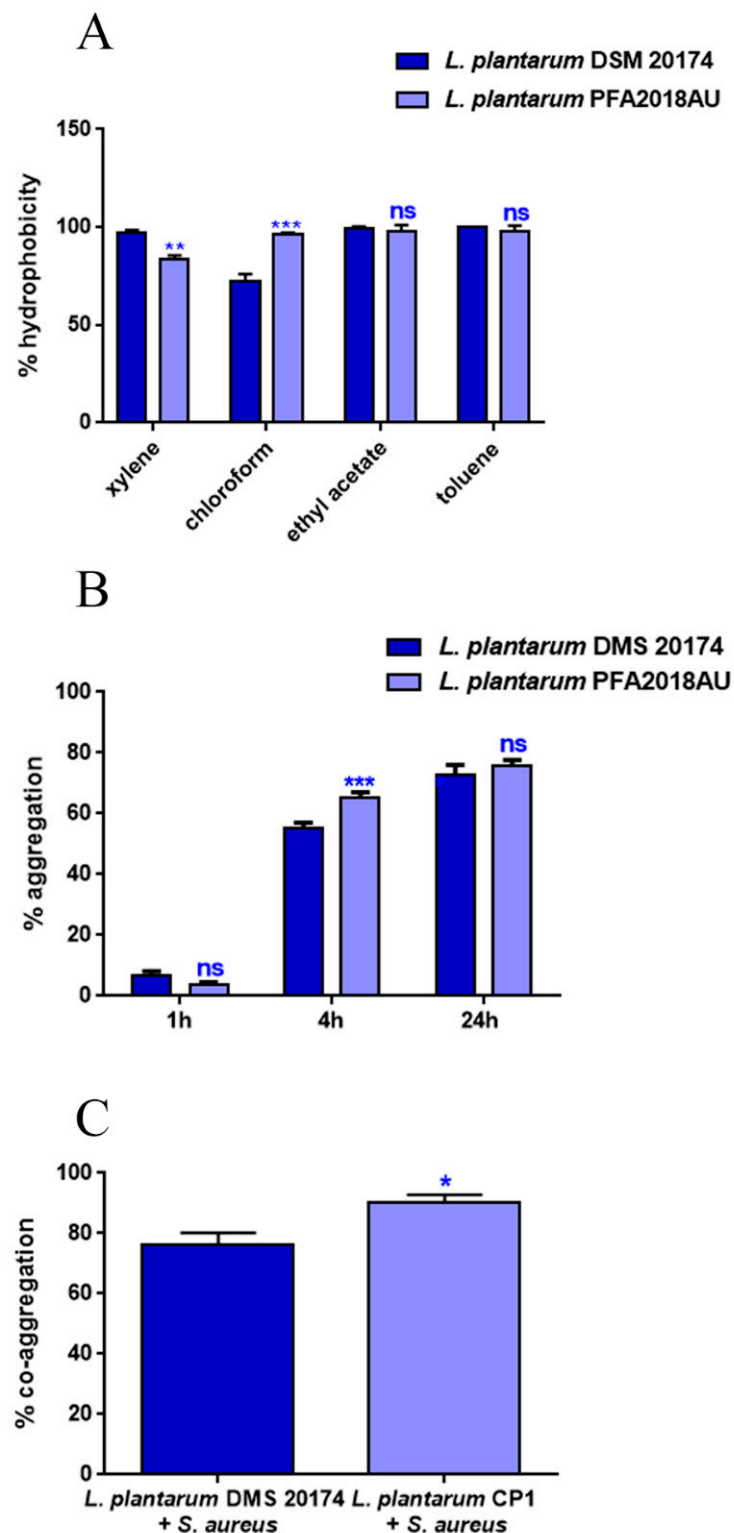 A
L. plantarum DSM 20174
L. plantarum PFA2018AU
% hydrophobicity
150
100
50
0
**
***
ns
ns
xylene
chloroform
ethyl acetate
toluene
B
L. plantarum DMS 20174
L. plantarum PFA2018AU
% aggregation
100
80
60
40
20
0
ns
***
ns
1h
4h
24h
C
% co-aggregation
100
80
60
40
20
0
*
L. plantarum DMS 20174 L. plantarum CP1
+ S. aureus + S. aureus